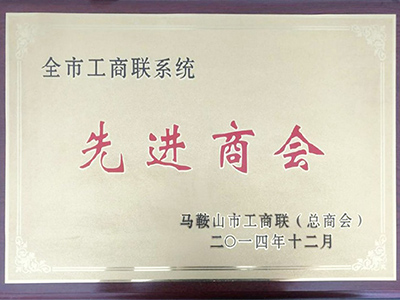 全市工商联系统
先进商会
马鞍山市工商联（总商会）
二〇一四年十二月